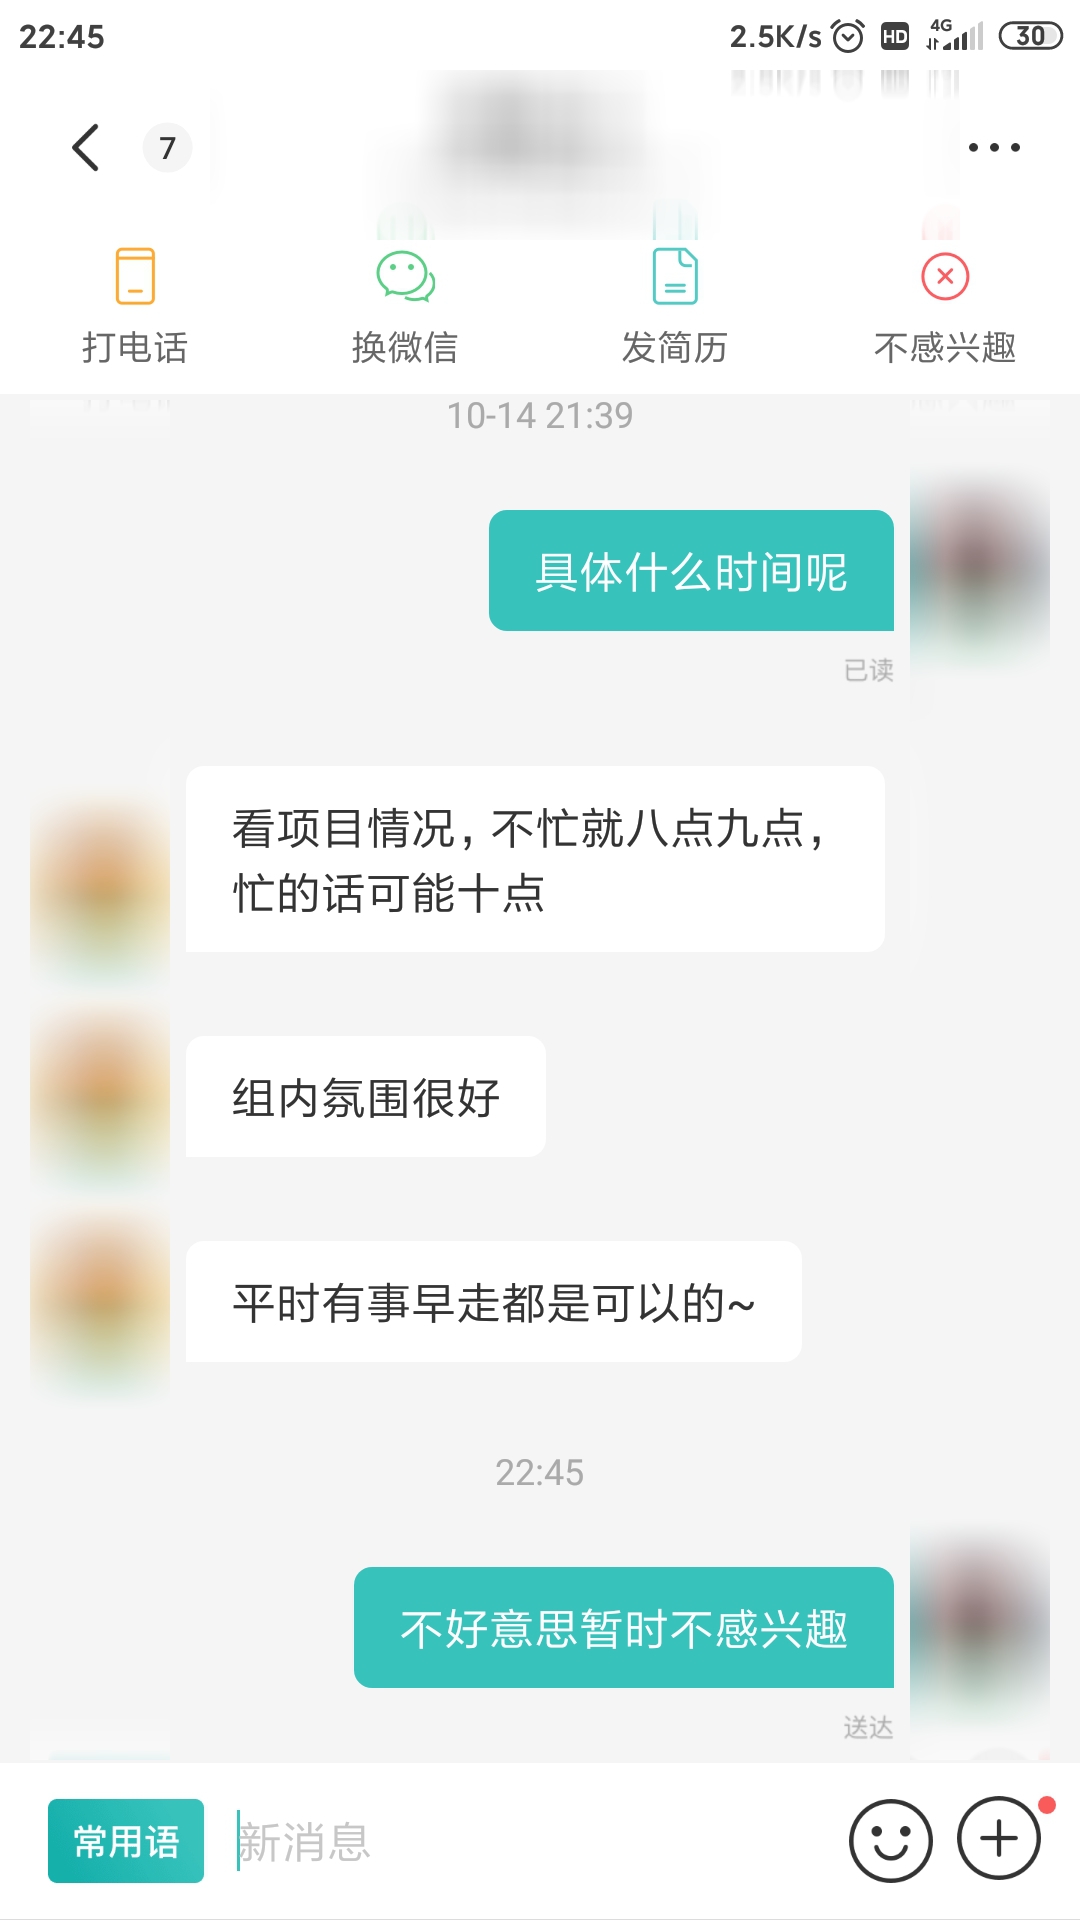 22:45
2.5K/s HD 4G 30
7
打电话 换微信 发简历 不感兴趣
10-14 21:39
具体什么时间呢
已读
看项目情况，不忙就八点九点，
忙的话可能十点
组内氛围很好
平时有事早走都是可以的~
22:45
不好意思暂时不感兴趣
送达
常用语 新消息